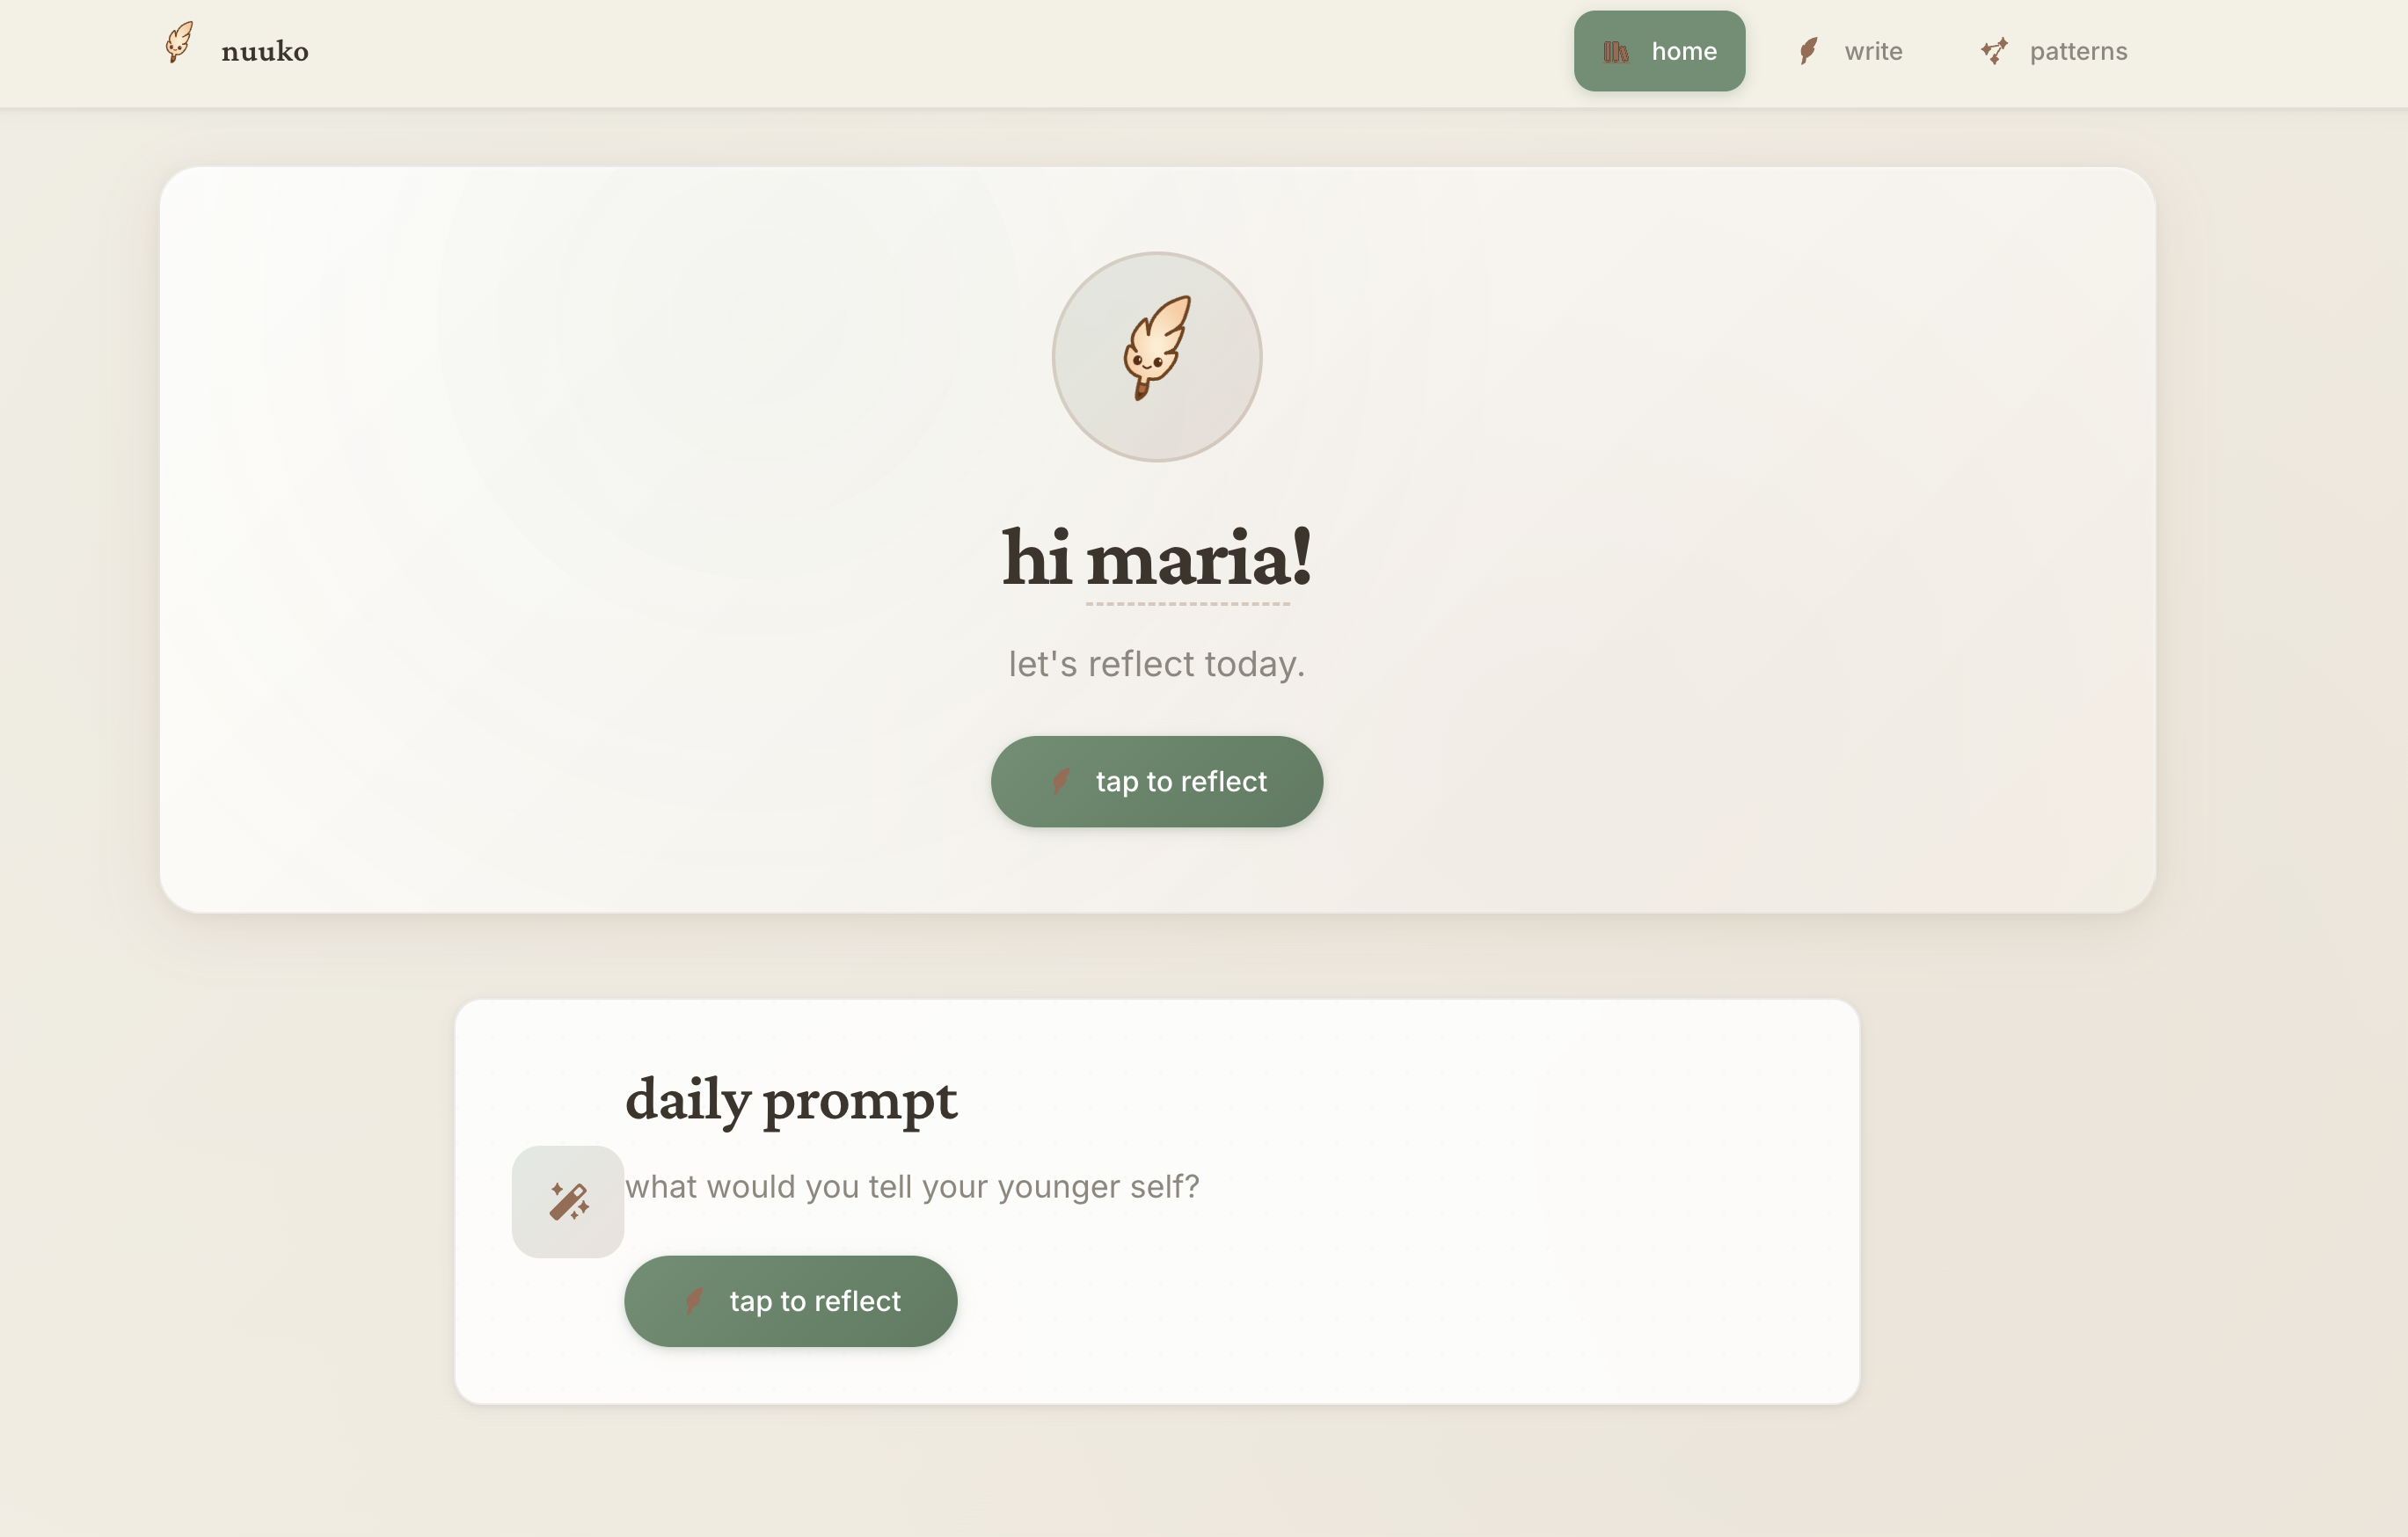 nuuko
home
write
patterns
hi maria!
let's reflect today.
tap to reflect
daily prompt
what would you tell your younger self?
tap to reflect